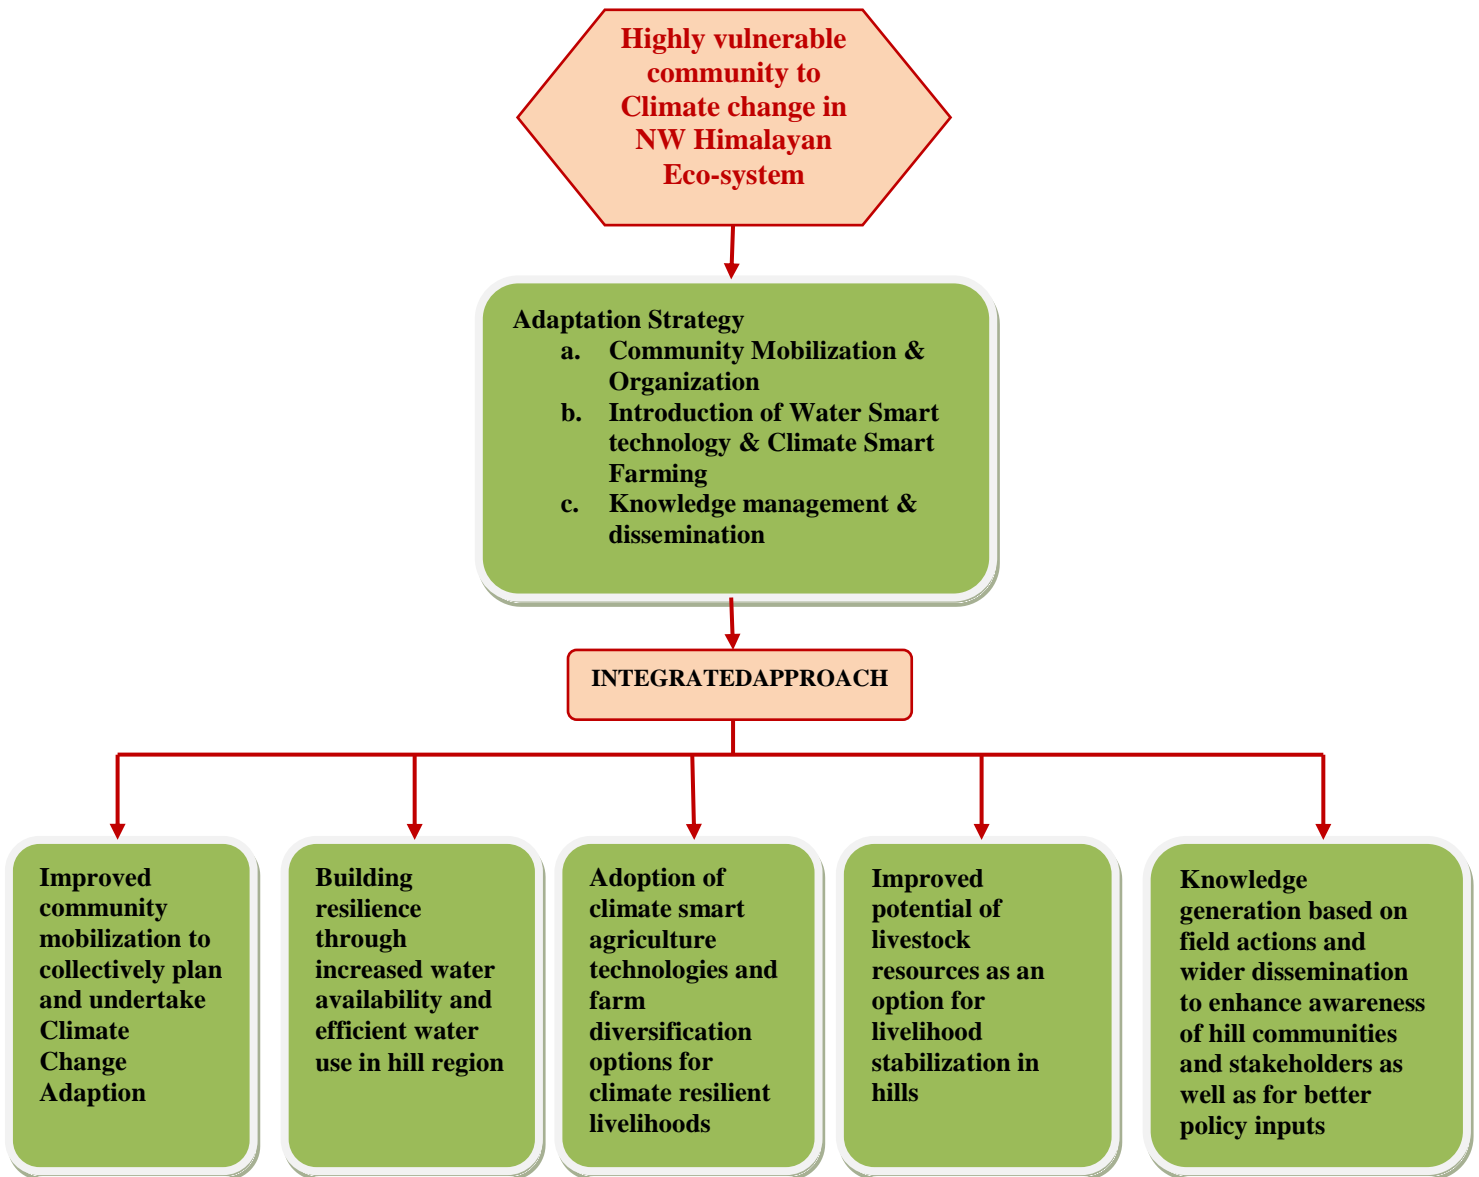 Highly vulnerable
community to
Climate change in
NW Himalayan
Eco-system
Adaptation Strategy
a. Community Mobilization &
Organization
b. Introduction of Water Smart
technology & Climate Smart
Farming
c. Knowledge management &
dissemination
INTEGRATEDAPPROACH
Improved
community
mobilization to
collectively plan
and undertake
Climate
Change
Adaption
Building
resilience
through
increased water
availability and
efficient water
use in hill region
Adoption of
climate smart
agriculture
technologies and
farm
diversification
options for
climate resilient
livelihoods
Improved
potential of
livestock
resources as an
option for
livelihood
stabilization in
hills
Knowledge
generation based on
field actions and
wider dissemination
to enhance awareness
of hill communities
and stakeholders as
well as for better
policy inputs